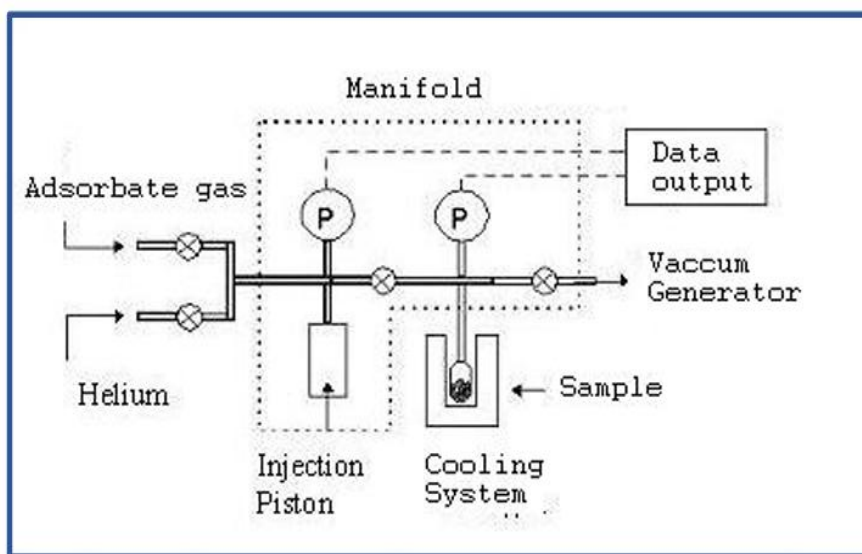 Manifold
Data
output
Adsorbate gas
P
P
Vaccum
Generator
Helium
Sample
Injection
Piston
Cooling
System